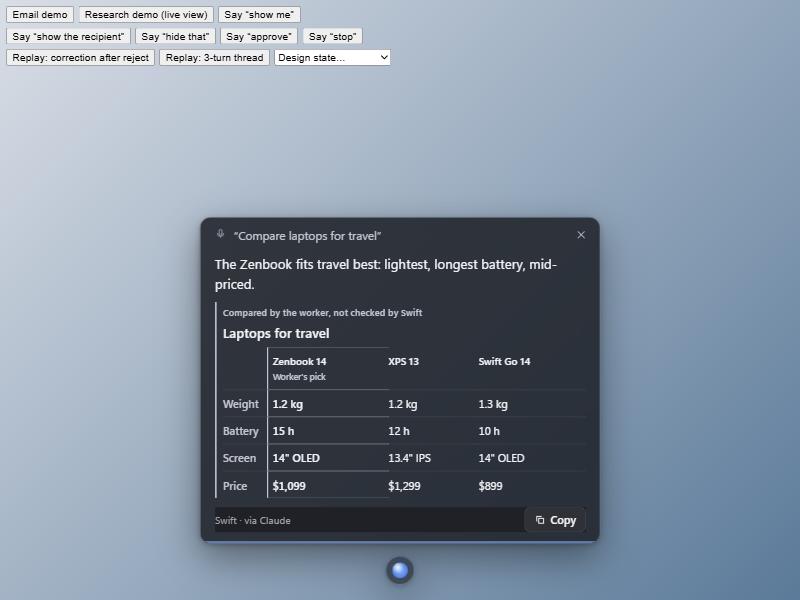 Email demo Research demo (live view) Say “show me”
Say “show the recipient” Say “hide that” Say “approve” Say “stop”
Replay: correction after reject Replay: 3-turn thread Design state...
“Compare laptops for travel”
The Zenbook fits travel best: lightest, longest battery, mid-
priced.
Compared by the worker, not checked by Swift
Laptops for travel
Zenbook 14 XPS 13 Swift Go 14
Worker's pick
Weight 1.2 kg 1.2 kg 1.3 kg
Battery 15 h 12 h 10 h
Screen 14" OLED 13.4" IPS 14" OLED
Price $1,099 $1,299 $899
Swift · via Claude Copy